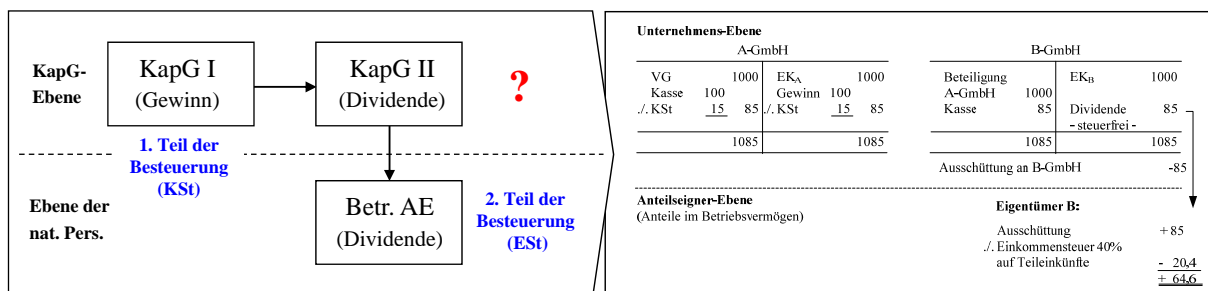 KapG-
Ebene
KapG I
(Gewinn)
KapG II
(Dividende)
?
1. Teil der
Besteuerung
(KSt)
Ebene der
nat. Pers.
Betr. AE
(Dividende)
2. Teil der
Besteuerung
(ESt)
Unternehmens-Ebene
A-GmbH
VG 1000 EK_A 1000
Kasse 100 Gewinn 100
./. KSt 15 85 ./. KSt 15 85
1085 1085
B-GmbH
Beteiligung EK_B 1000
A-GmbH 1000
Kasse 85 Dividende 85
- steuerfrei -
1085 1085
Ausschüttung an B-GmbH -85
Anteilseigner-Ebene
(Anteile im Betriebsvermögen)
Eigentümer B:
Ausschüttung + 85
./. Einkommensteuer 40%
auf Teileinkünfte - 20,4
+ 64,6